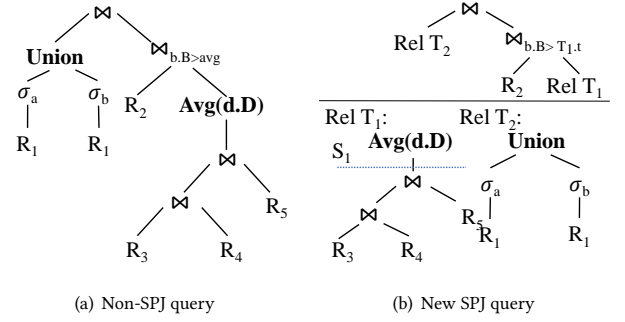 ⋈
Union
⋈ b.B>avg
σa σb R2 Avg(d.D)
R1 R1 ⋈
⋈ R5
R3 R4
(a) Non-SPJ query
⋈
Rel T2 ⋈ b.B> T1.t
R2 Rel T1
Rel T1: Rel T2:
S1 Avg(d.D) Union
⋈ σa σb
⋈ R5 R1 R1
R3 R4
(b) New SPJ query